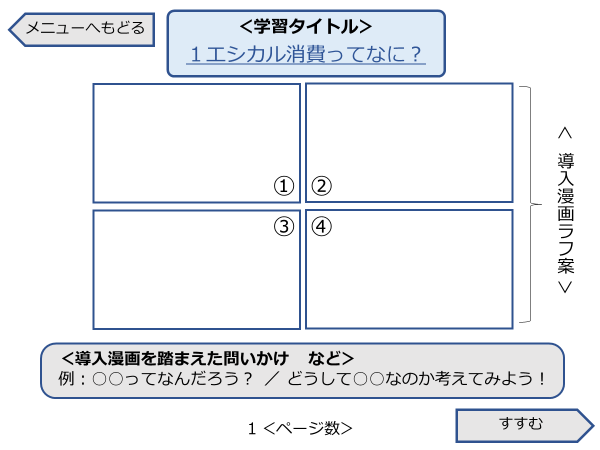 メニューへもどる
＜学習タイトル＞
１エシカル消費ってなに？
①
②
③
④
＜導入漫画ラフ案＞
＜導入漫画を踏まえた問いかけ　など＞
例：○○ってなんだろう？ ／ どうして○○なのか考えてみよう！
1＜ページ数＞
すすむ